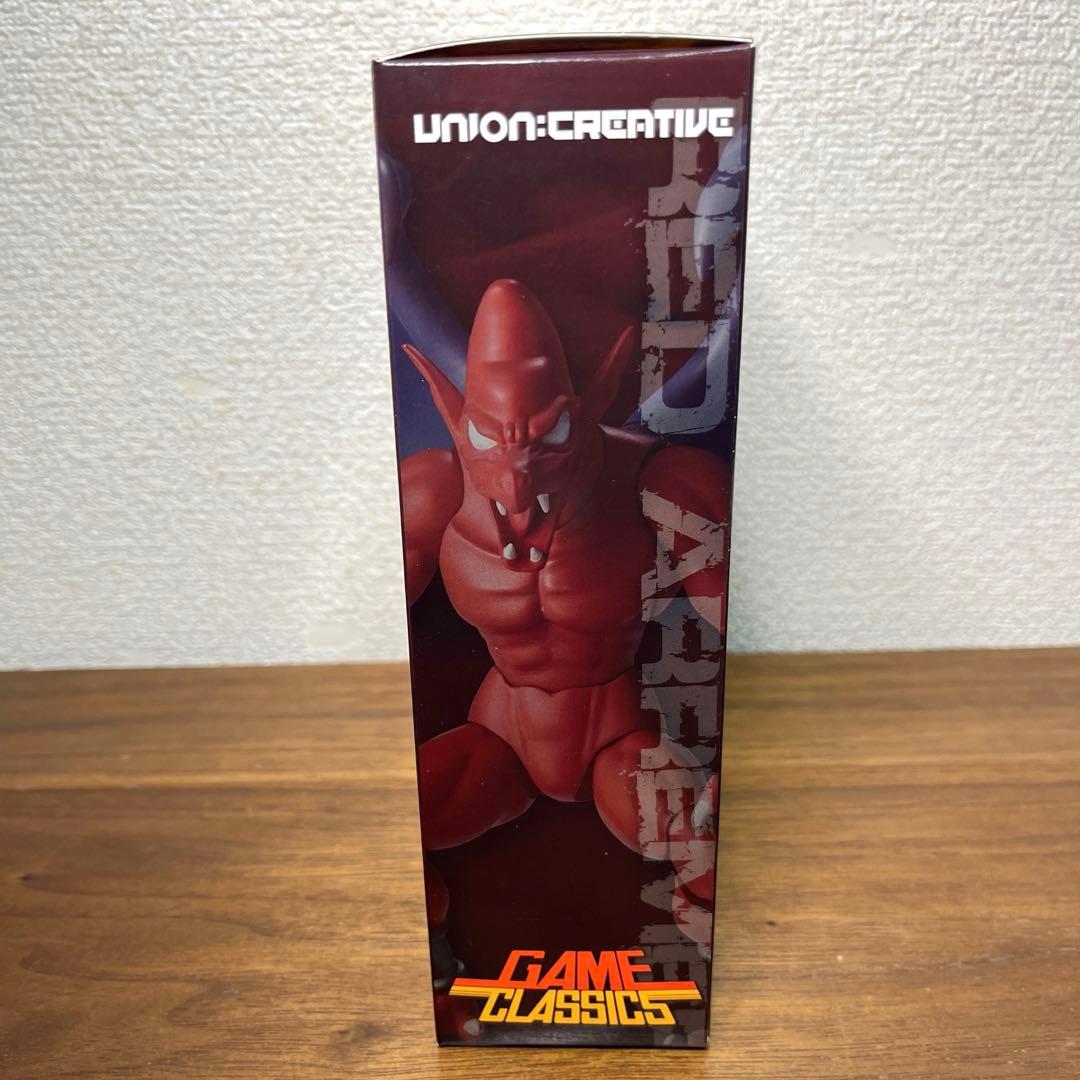 UNION:CREATIVE
RED ARREMER
GAME
CLASSICS